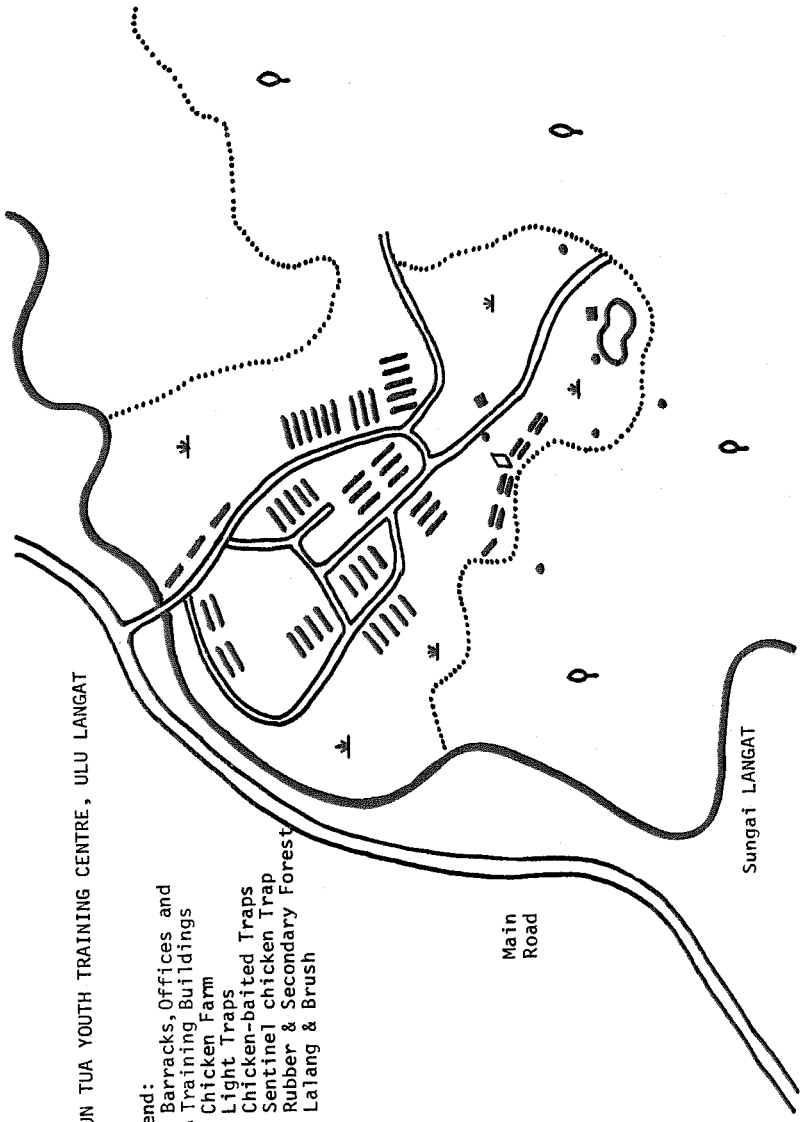 UN TUA YOUTH TRAINING CENTRE, ULU LANGAT
end:
Barracks, Offices and
Training Buildings
Chicken Farm
Light Traps
Chicken-baited Traps
Sentinel chicken Trap
Rubber & Secondary Forest
Lalang & Brush
Main
Road
Sungai LANGAT